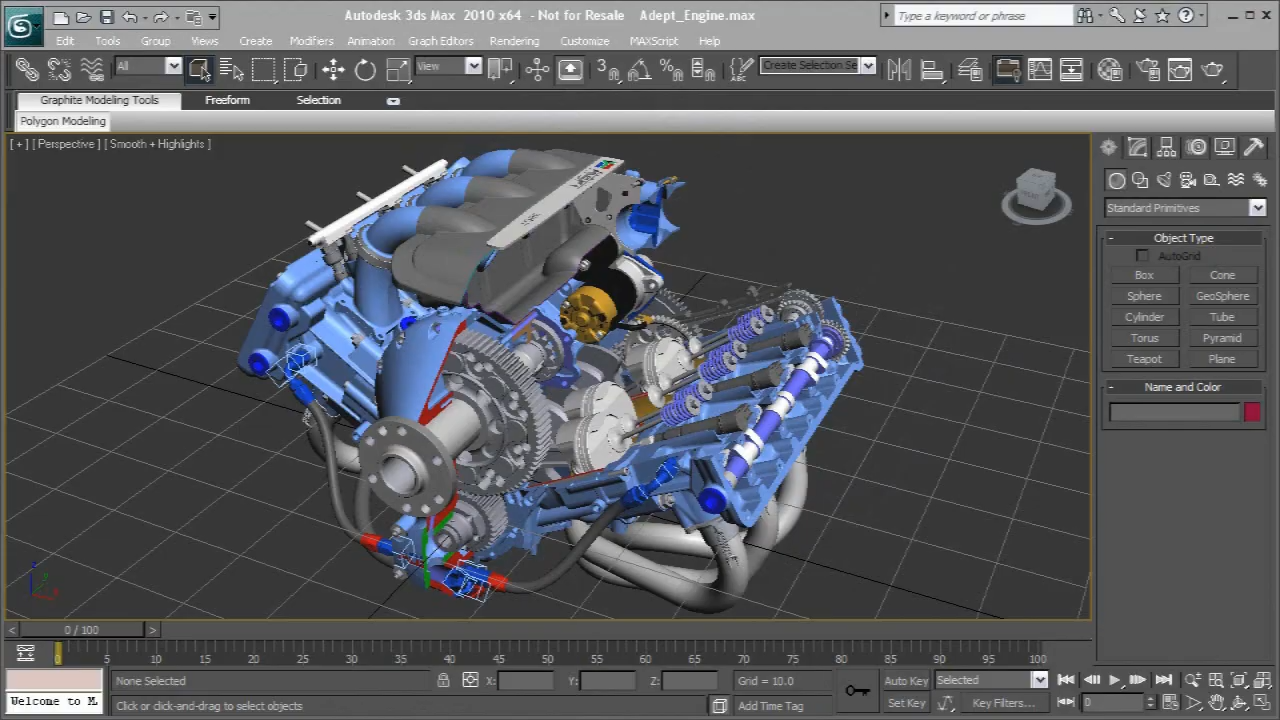 Autodesk 3ds Max 2010 x64 - Not for Resale Adept_Engine.max
Type a keyword or phrase
Edit Tools Group Views Create Modifiers Animation Graph Editors Rendering Customize MAXScript Help
All View Create Selection Se
Graphite Modeling Tools Freeform Selection
Polygon Modeling
[ + ] [ Perspective ] [ Smooth + Highlights ]
Standard Primitives
- Object Type
AutoGrid
Box Cone
Sphere GeoSphere
Cylinder Tube
Torus Pyramid
Teapot Plane
- Name and Color
< 0 / 100 >
0 5 10 15 20 25 30 35 40 45 50 55 60 65 70 75 80 85 90 95 100
None Selected X: Y: Z: Grid = 10.0 Auto Key Selected
Welcome to M Click or click-and-drag to select objects Add Time Tag Set Key Key Filters... 0